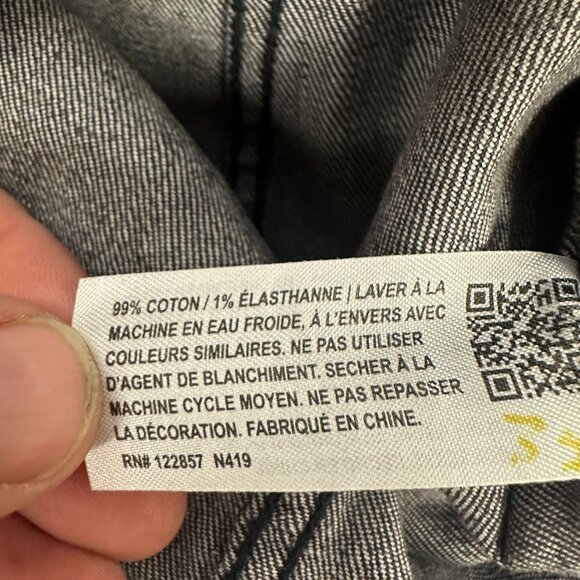 99% COTON / 1% ÉLASTHANNE | LAVER À LA
MACHINE EN EAU FROIDE, À L'ENVERS AVEC
COULEURS SIMILAIRES. NE PAS UTILISER
D'AGENT DE BLANCHIMENT. SECHER À LA
MACHINE CYCLE MOYEN. NE PAS REPASSER
LA DÉCORATION. FABRIQUÉ EN CHINE.
RN# 122857 N419